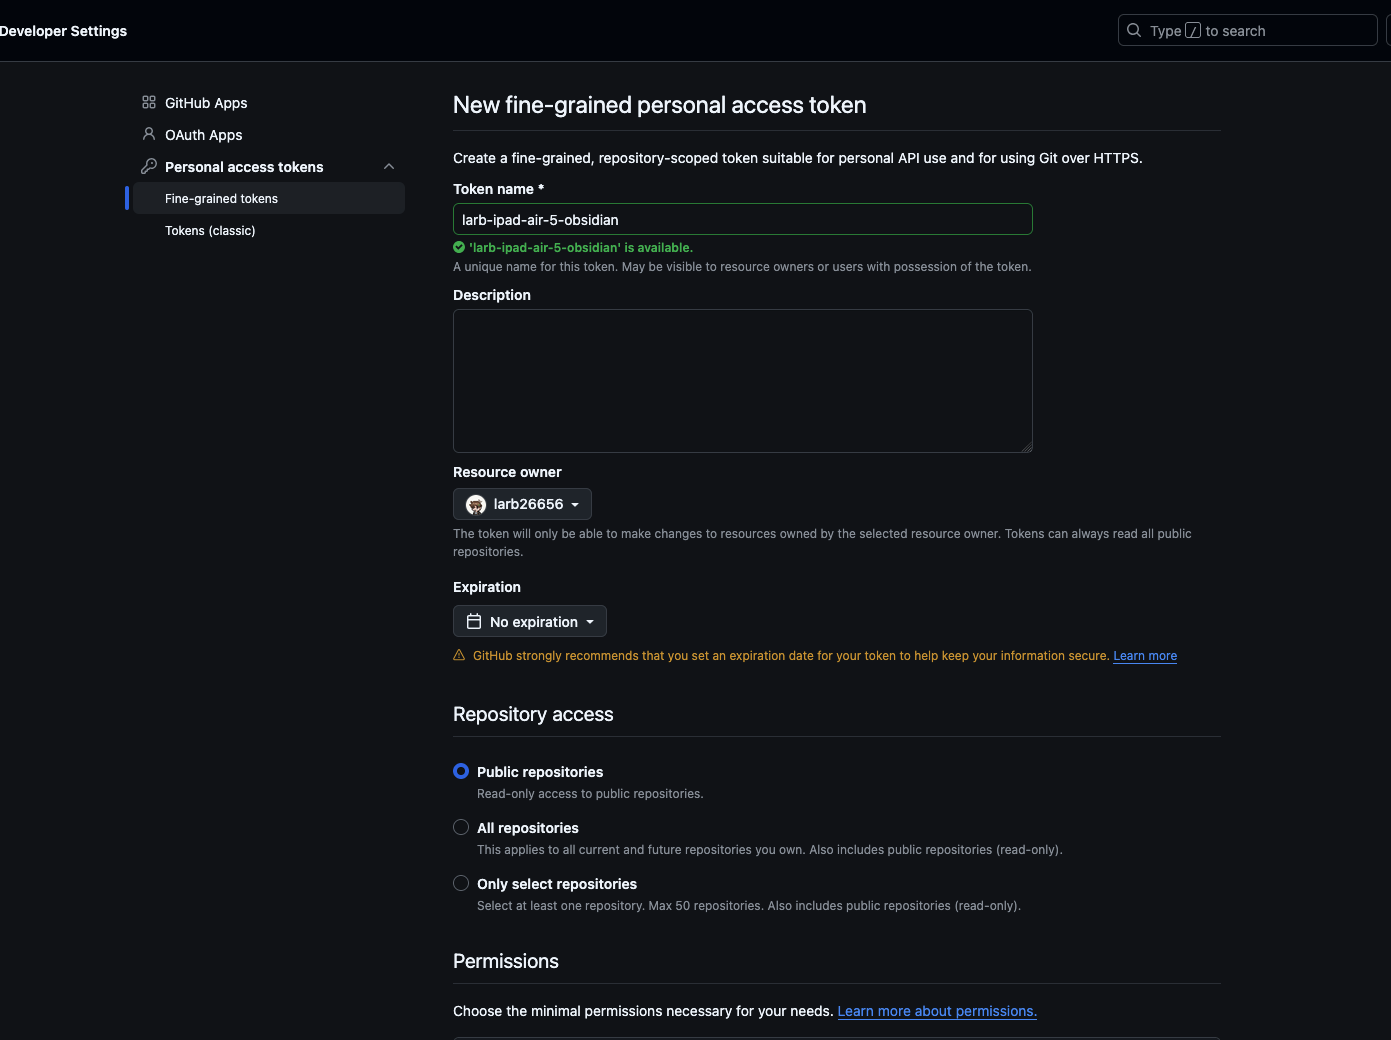 Developer Settings
Type / to search
GitHub Apps
OAuth Apps
Personal access tokens
Fine-grained tokens
Tokens (classic)
New fine-grained personal access token
Create a fine-grained, repository-scoped token suitable for personal API use and for using Git over HTTPS.
Token name *
larb-ipad-air-5-obsidian
'larb-ipad-air-5-obsidian' is available.
A unique name for this token. May be visible to resource owners or users with possession of the token.
Description
Resource owner
larb26656
The token will only be able to make changes to resources owned by the selected resource owner. Tokens can always read all public
repositories.
Expiration
No expiration
GitHub strongly recommends that you set an expiration date for your token to help keep your information secure. Learn more
Repository access
Public repositories
Read-only access to public repositories.
All repositories
This applies to all current and future repositories you own. Also includes public repositories (read-only).
Only select repositories
Select at least one repository. Max 50 repositories. Also includes public repositories (read-only).
Permissions
Choose the minimal permissions necessary for your needs. Learn more about permissions.